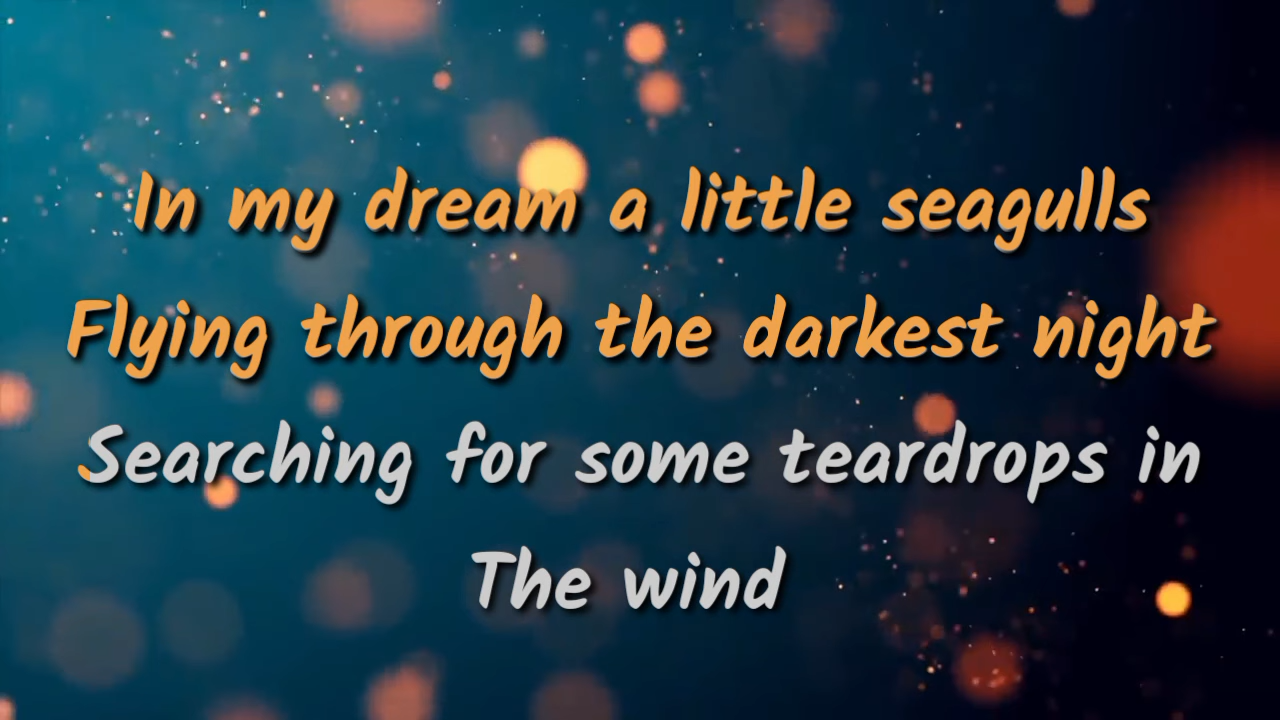 In my dream a little seagulls
Flying through the darkest night
Searching for some teardrops in
The wind